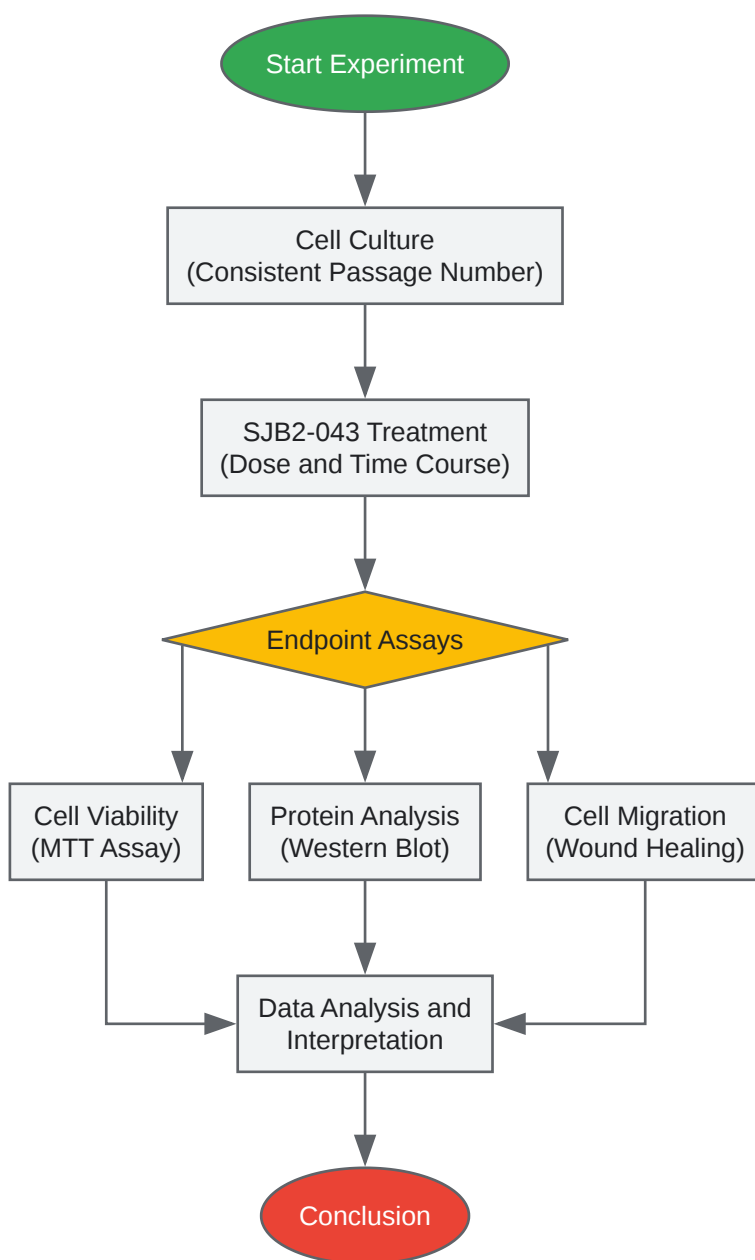 Start Experiment
Cell Culture
(Consistent Passage Number)
SJB2-043 Treatment
(Dose and Time Course)
Endpoint Assays
Cell Viability
(MTT Assay)
Protein Analysis
(Western Blot)
Cell Migration
(Wound Healing)
Data Analysis and
Interpretation
Conclusion